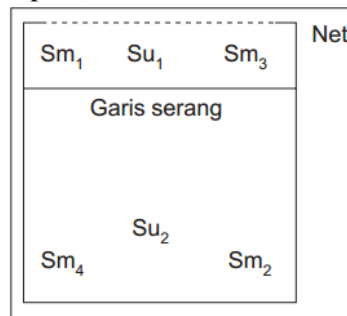 Net
Sm₁ Su₁ Sm₃
Garis serang
Su₂
Sm₄ Sm₂